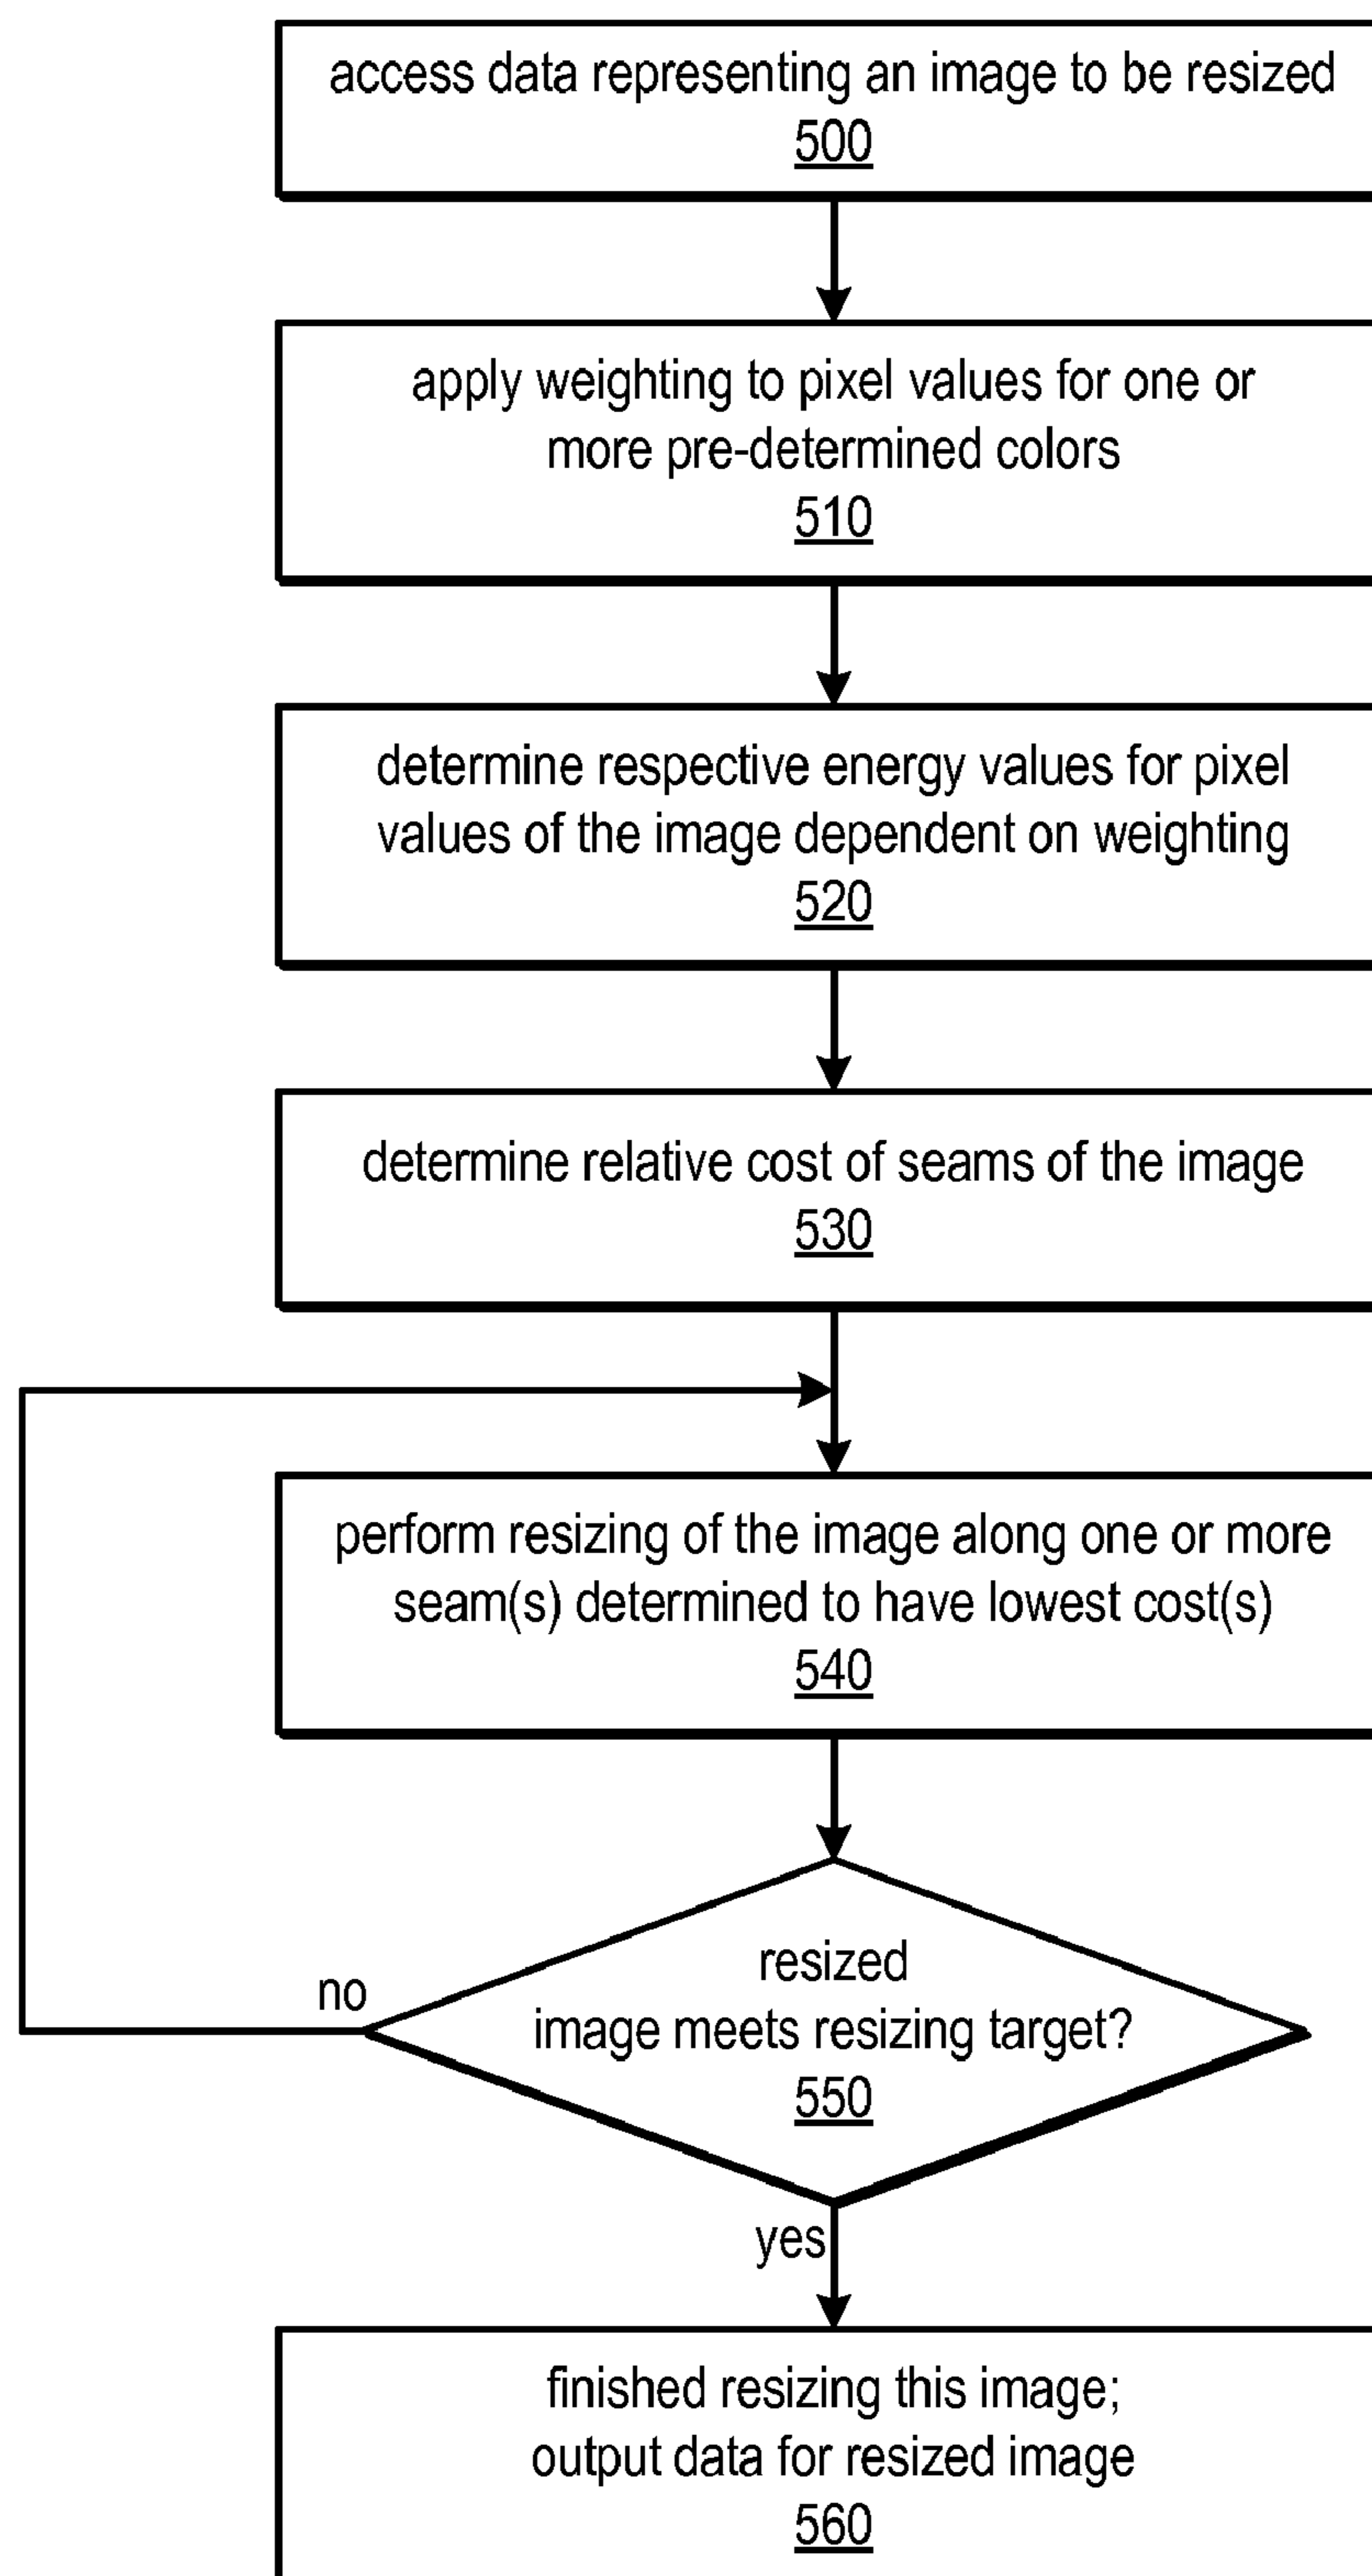 access data representing an image to be resized
500
apply weighting to pixel values for one or
more pre-determined colors
510
determine respective energy values for pixel
values of the image dependent on weighting
520
determine relative cost of seams of the image
530
perform resizing of the image along one or more
seam(s) determined to have lowest cost(s)
540
resized
image meets resizing target?
550
no
yes
finished resizing this image;
output data for resized image
560